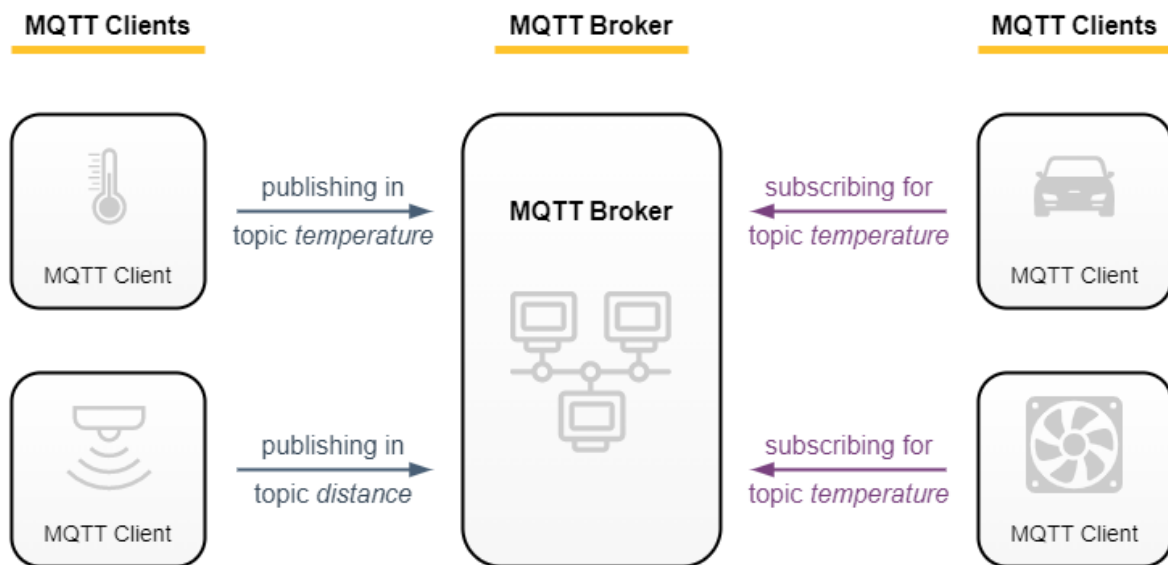 MQTT Clients
MQTT Broker
MQTT Clients
MQTT Client
publishing in
topic temperature
MQTT Broker
subscribing for
topic temperature
MQTT Client
MQTT Client
publishing in
topic distance
subscribing for
topic temperature
MQTT Client